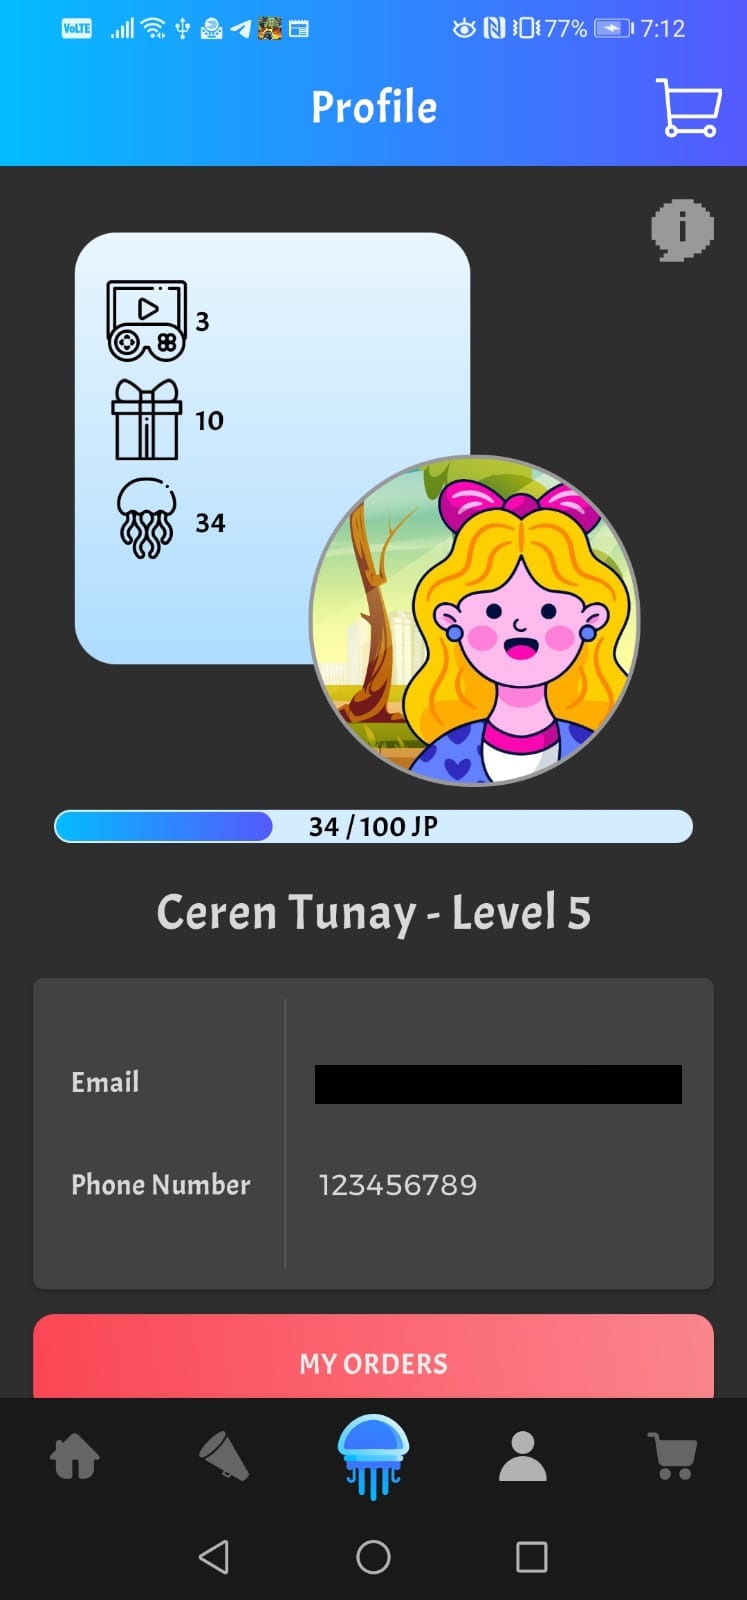 VoLTE 77% 7:12
Profile
i
3
10
34
34 / 100 JP
Ceren Tunay - Level 5
Email
Phone Number 123456789
MY ORDERS